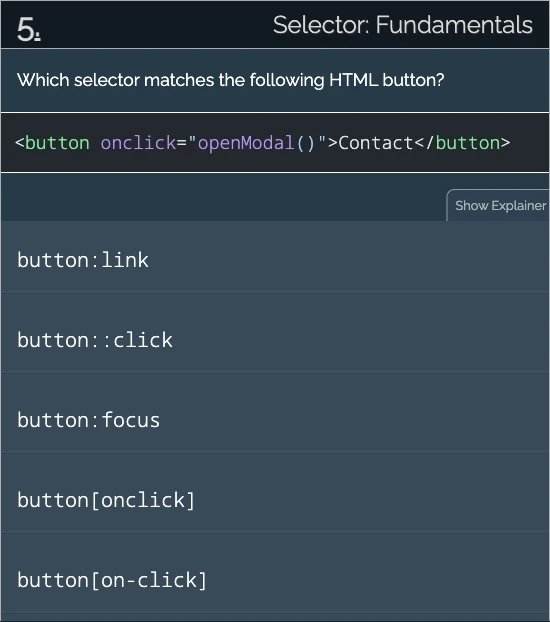 5.
Selector: Fundamentals
Which selector matches the following HTML button?
<button onclick="openModal()">Contact</button>
Show Explainer
button:link
button::click
button:focus
button[onclick]
button[on-click]